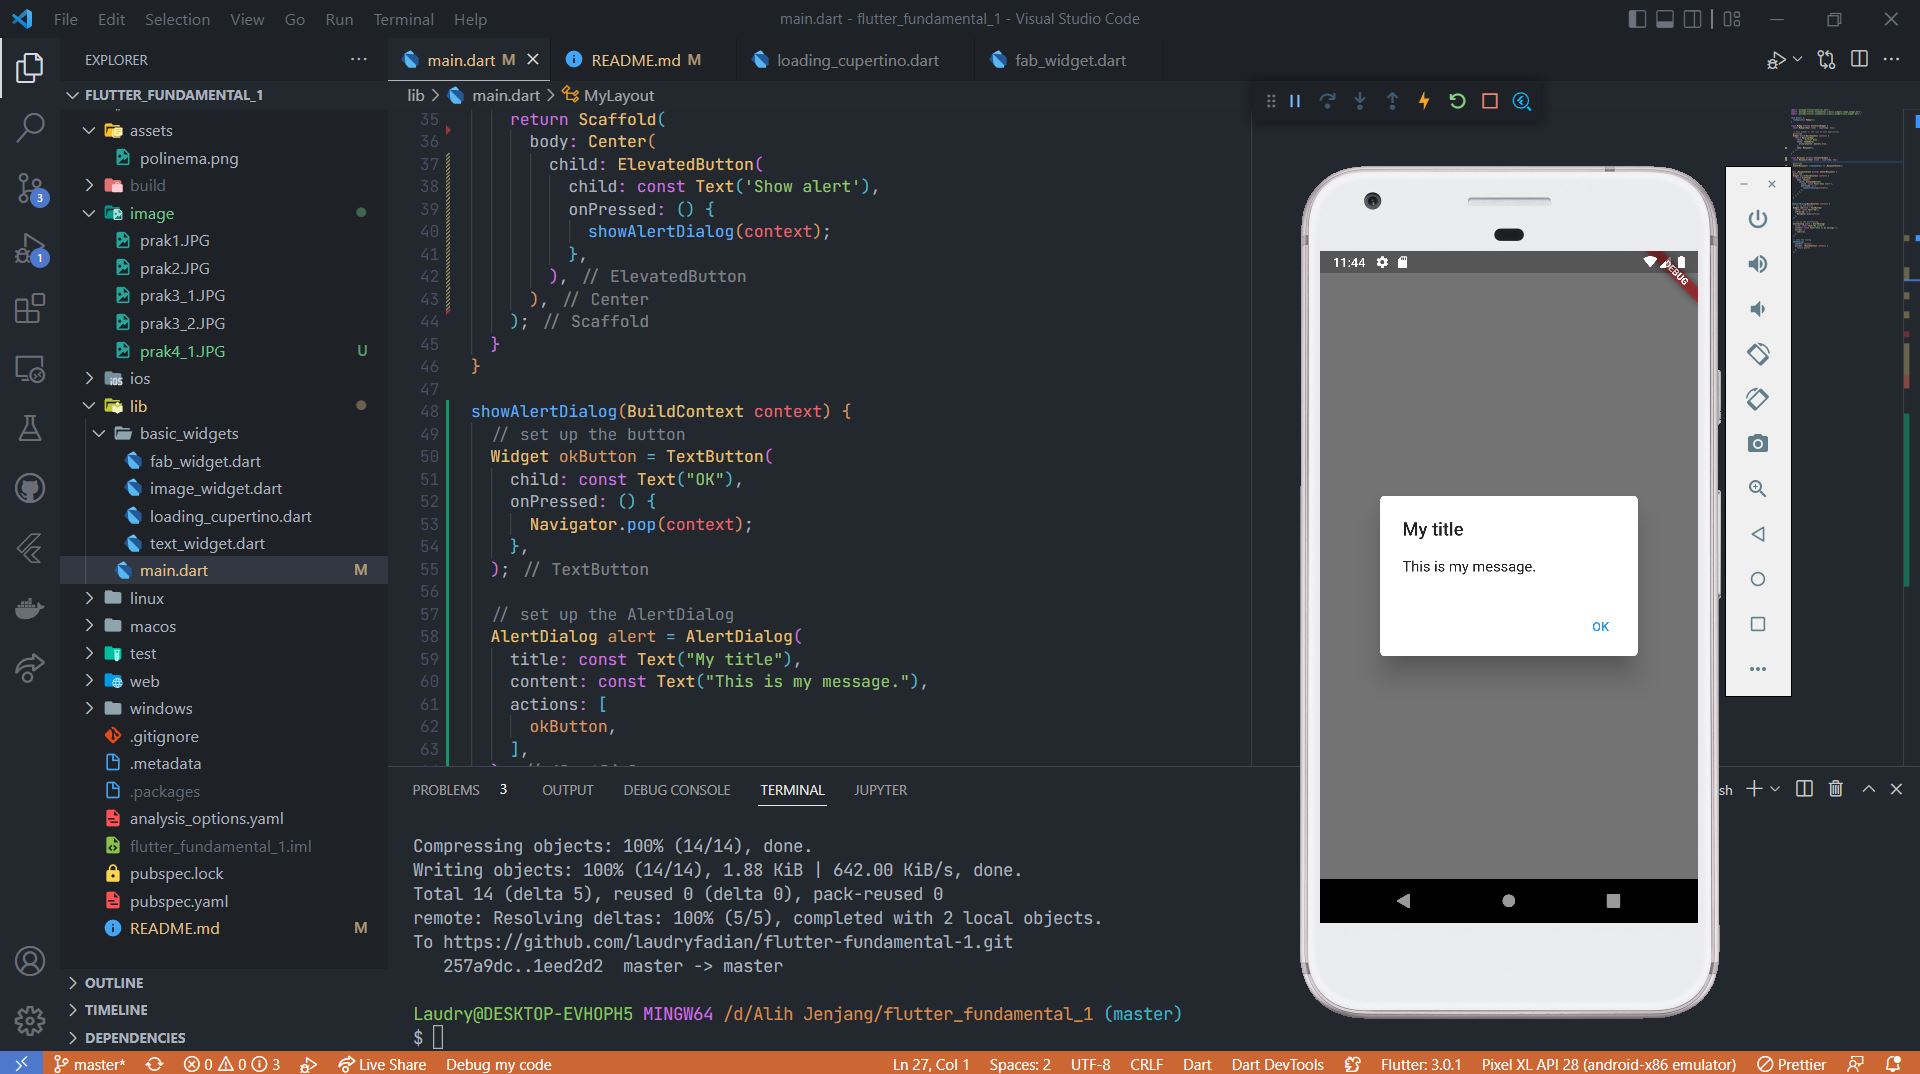 File Edit Selection View Go Run Terminal Help
main.dart - flutter_fundamental_1 - Visual Studio Code
EXPLORER
FLUTTER_FUNDAMENTAL_1
assets
polinema.png
build
image
prak1.JPG
prak2.JPG
prak3_1.JPG
prak3_2.JPG
prak4_1.JPG U
ios
lib
basic_widgets
fab_widget.dart
image_widget.dart
loading_cupertino.dart
text_widget.dart
main.dart M
linux
macos
test
web
windows
.gitignore
.metadata
.packages
analysis_options.yaml
flutter_fundamental_1.iml
pubspec.lock
pubspec.yaml
README.md M
OUTLINE
TIMELINE
DEPENDENCIES
3
1
main.dart M README.md M loading_cupertino.dart fab_widget.dart
lib > main.dart > MyLayout
35 return Scaffold(
36 body: Center(
37 child: ElevatedButton(
38 child: const Text('Show alert'),
39 onPressed: () {
40 showAlertDialog(context);
41 },
42 ), // ElevatedButton
43 ), // Center
44 ); // Scaffold
45 }
46 }
47
48 showAlertDialog(BuildContext context) {
49 // set up the button
50 Widget okButton = TextButton(
51 child: const Text("OK"),
52 onPressed: () {
53 Navigator.pop(context);
54 },
55 ); // TextButton
56
57 // set up the AlertDialog
58 AlertDialog alert = AlertDialog(
59 title: const Text("My title"),
60 content: const Text("This is my message."),
61 actions: [
62 okButton,
63 ],
PROBLEMS 3 OUTPUT DEBUG CONSOLE TERMINAL JUPYTER
sh
Compressing objects: 100% (14/14), done.
Writing objects: 100% (14/14), 1.88 KiB | 642.00 KiB/s, done.
Total 14 (delta 5), reused 0 (delta 0), pack-reused 0
remote: Resolving deltas: 100% (5/5), completed with 2 local objects.
To https://github.com/laudryfadian/flutter-fundamental-1.git
257a9dc..1eed2d2 master -> master
Laudry@DESKTOP-EVHOPH5 MINGW64 /d/Alih Jenjang/flutter_fundamental_1 (master)
$
11:44
DEBUG
My title
This is my message.
OK
master* 0 0 3 Live Share Debug my code Ln 27, Col 1 Spaces: 2 UTF-8 CRLF Dart Dart DevTools Flutter: 3.0.1 Pixel XL API 28 (android-x86 emulator) Prettier